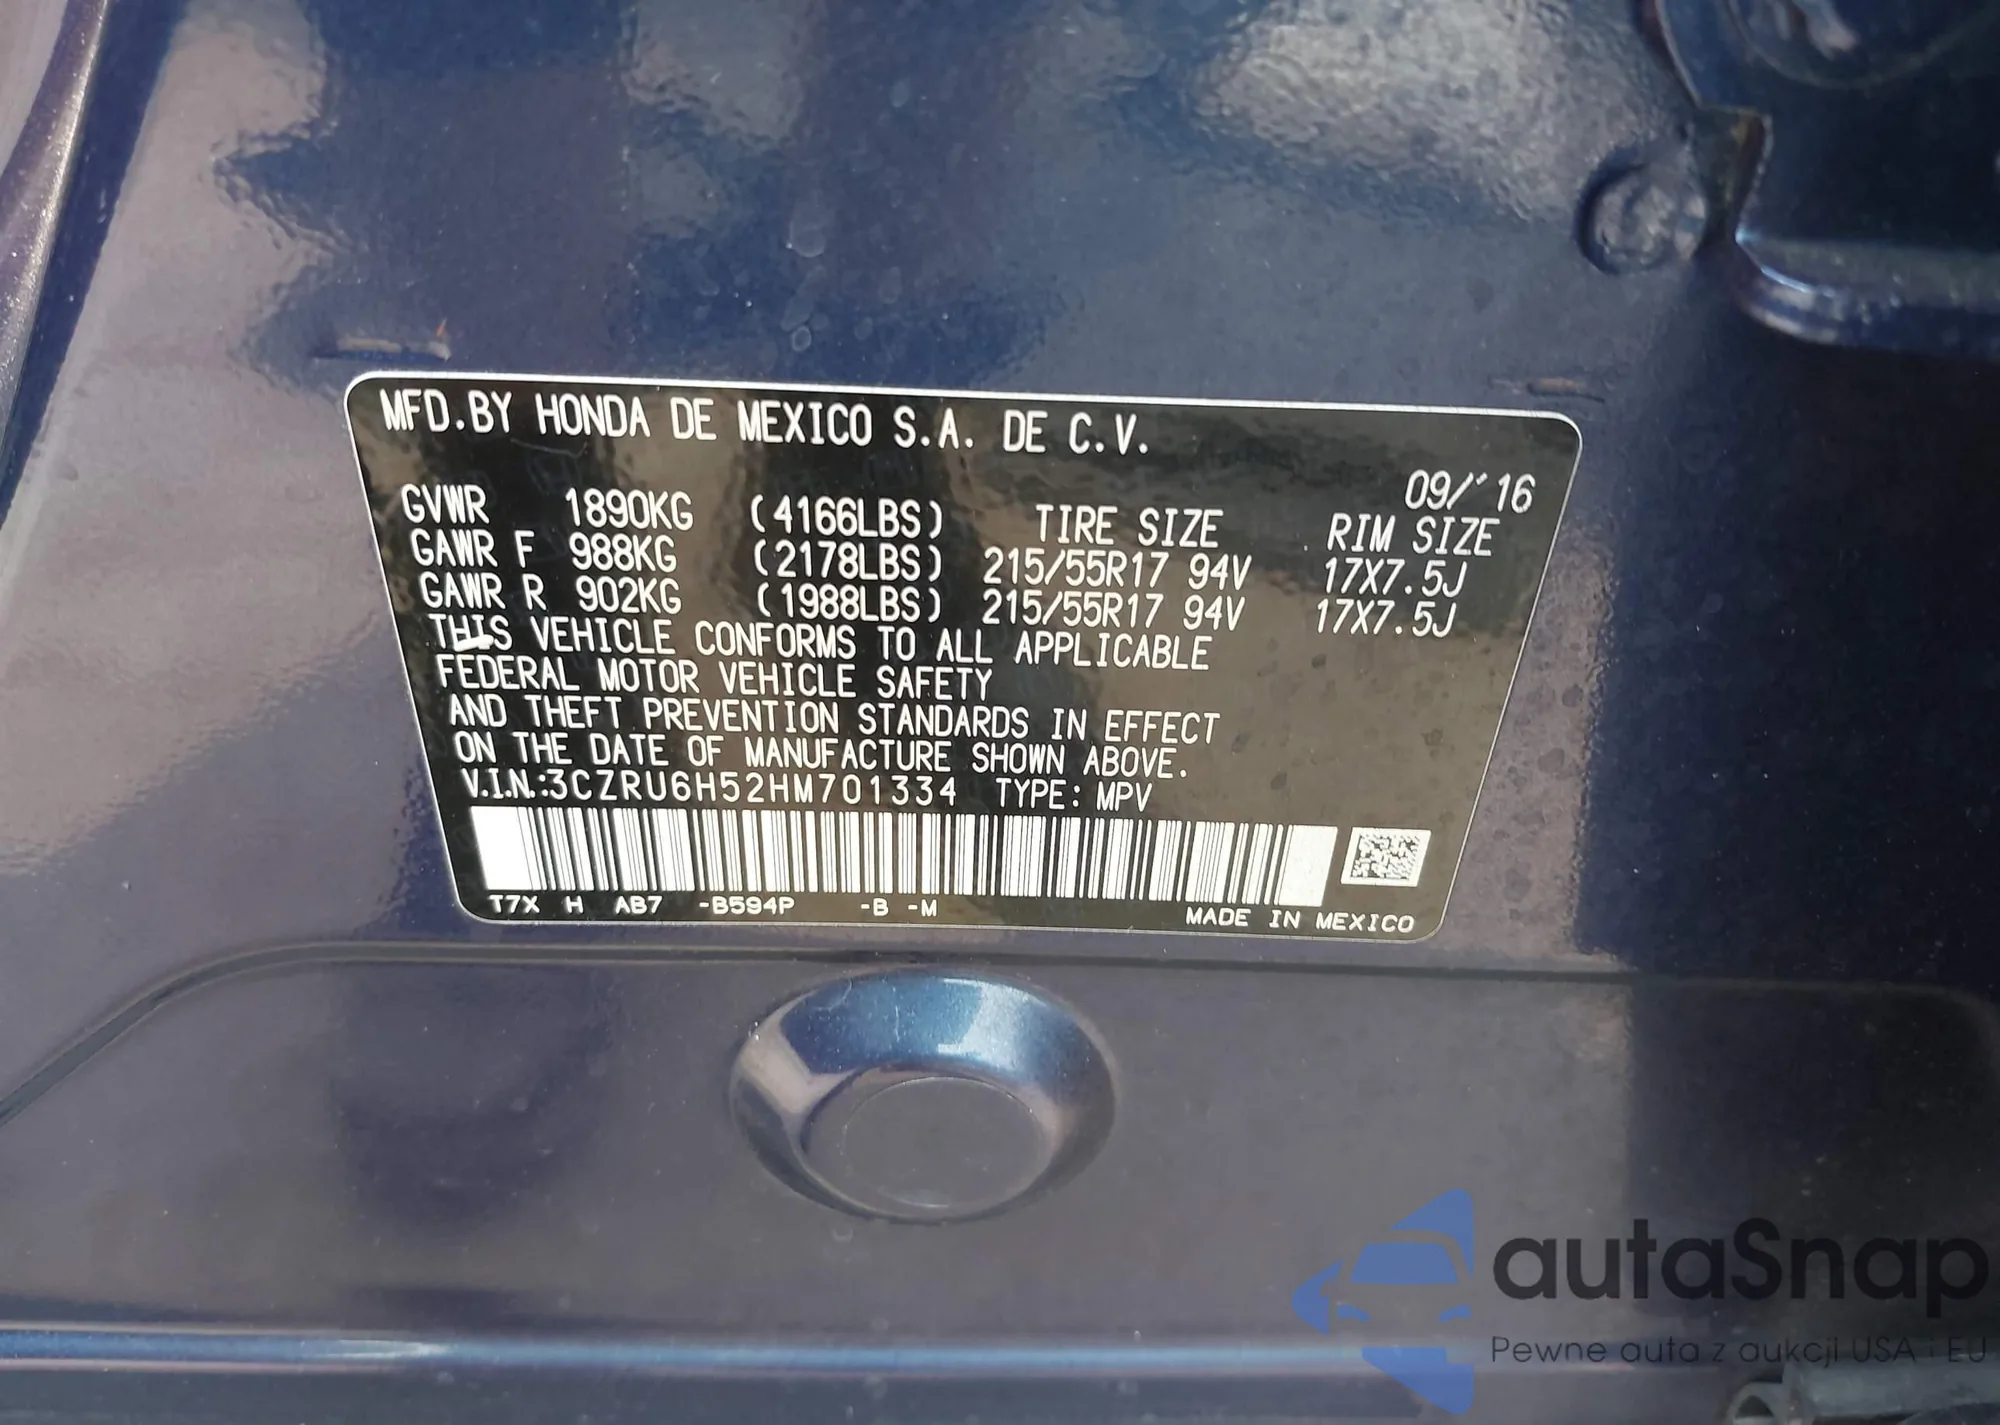 MFD.BY HONDA DE MEXICO S.A. DE C.V.
09/'16
GVWR 1890KG (4166LBS) TIRE SIZE RIM SIZE
GAWR F 988KG (2178LBS) 215/55R17 94V 17X7.5J
GAWR R 902KG (1988LBS) 215/55R17 94V 17X7.5J
THIS VEHICLE CONFORMS TO ALL APPLICABLE
FEDERAL MOTOR VEHICLE SAFETY
AND THEFT PREVENTION STANDARDS IN EFFECT
ON THE DATE OF MANUFACTURE SHOWN ABOVE.
V.I.N.:3CZRU6H52HM701334 TYPE: MPV
T7X H AB7 -B594P -B -M MADE IN MEXICO
autaSnap
Pewne auta z aukcji USA i EU